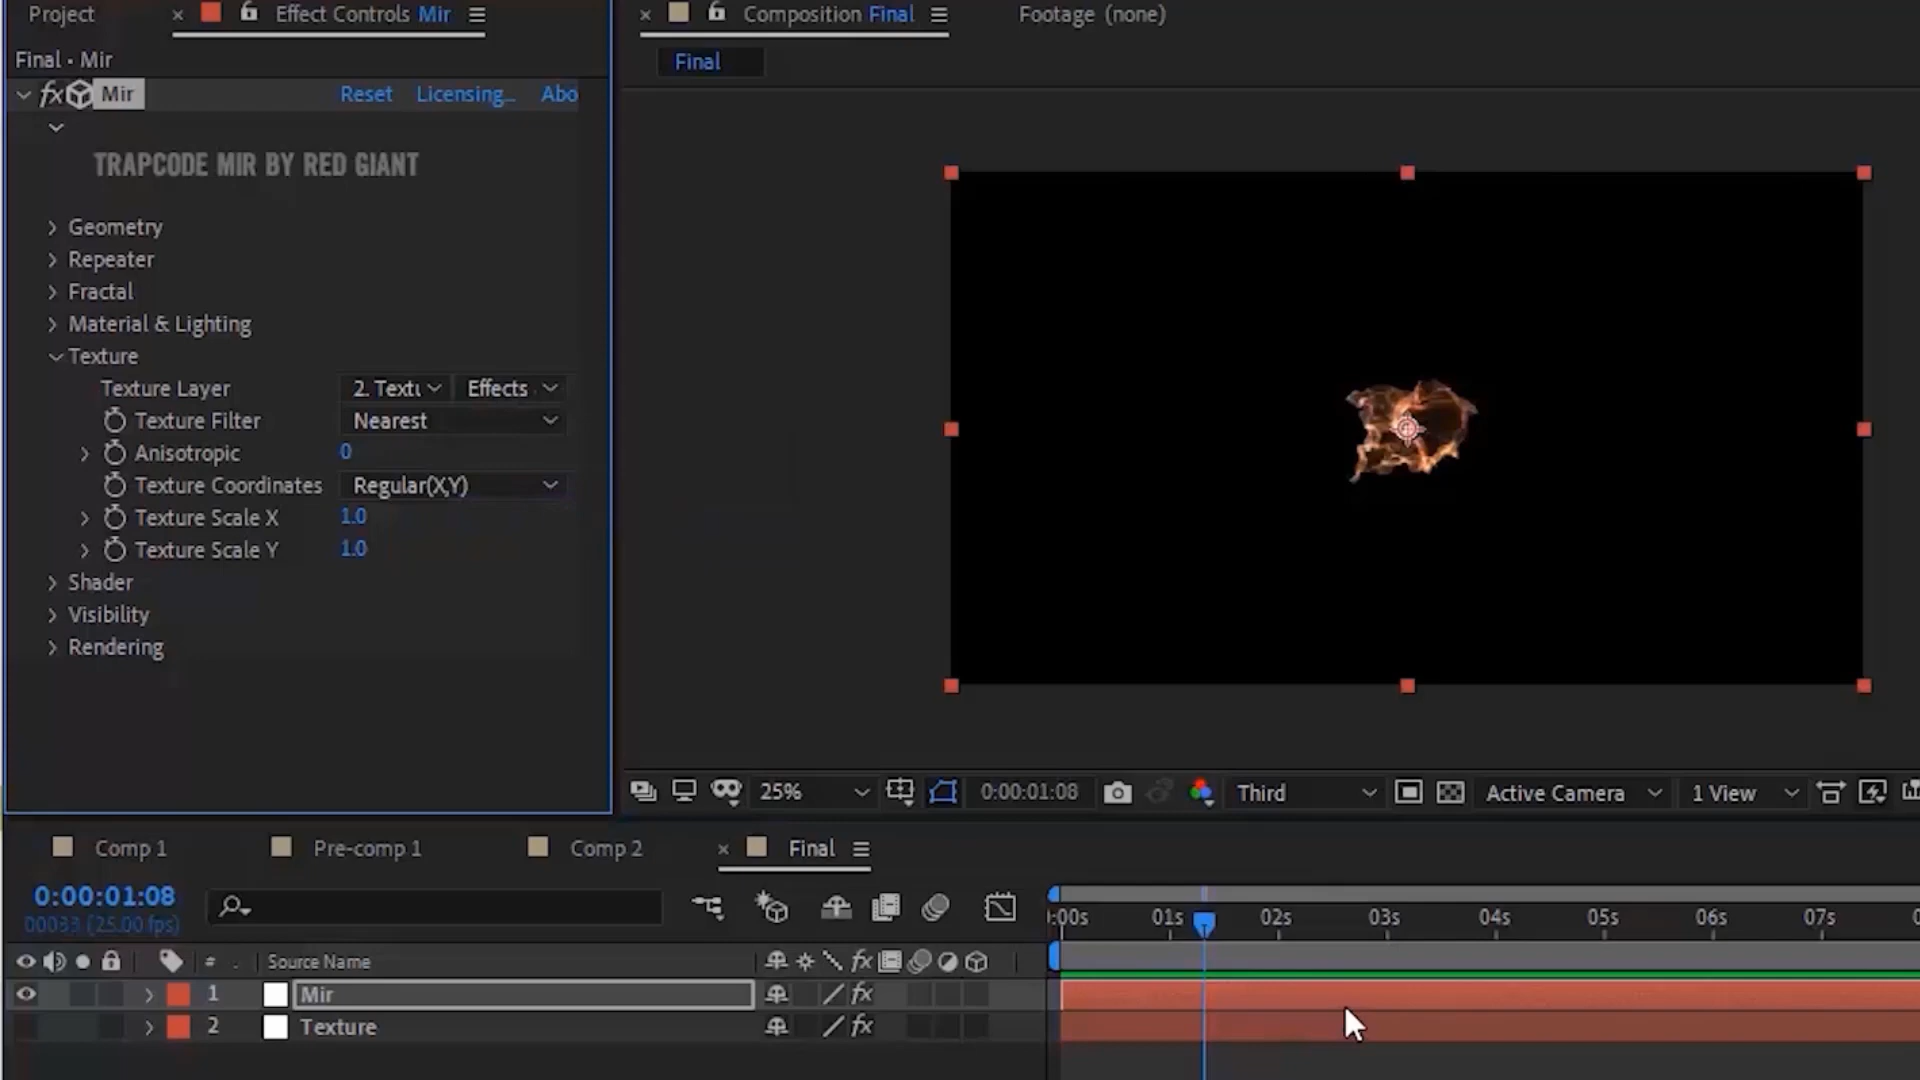 Project
Effect Controls Mir
Composition Final
Footage (none)
Final • Mir
Final
fx Mir
Reset
Licensing...
Abo
TRAPCODE MIR BY RED GIANT
Geometry
Repeater
Fractal
Material & Lighting
Texture
Texture Layer 2. Textu Effects
Texture Filter Nearest
Anisotropic 0
Texture Coordinates Regular(X,Y)
Texture Scale X 1.0
Texture Scale Y 1.0
Shader
Visibility
Rendering
25%
0:00:01:08
Third
Active Camera
1 View
Comp 1
Pre-comp 1
Comp 2
Final
0:00:01:08
00033 (25.00 fps)
:00s 01s 02s 03s 04s 05s 06s 07s
# . Source Name fx
1 Mir fx
2 Texture fx